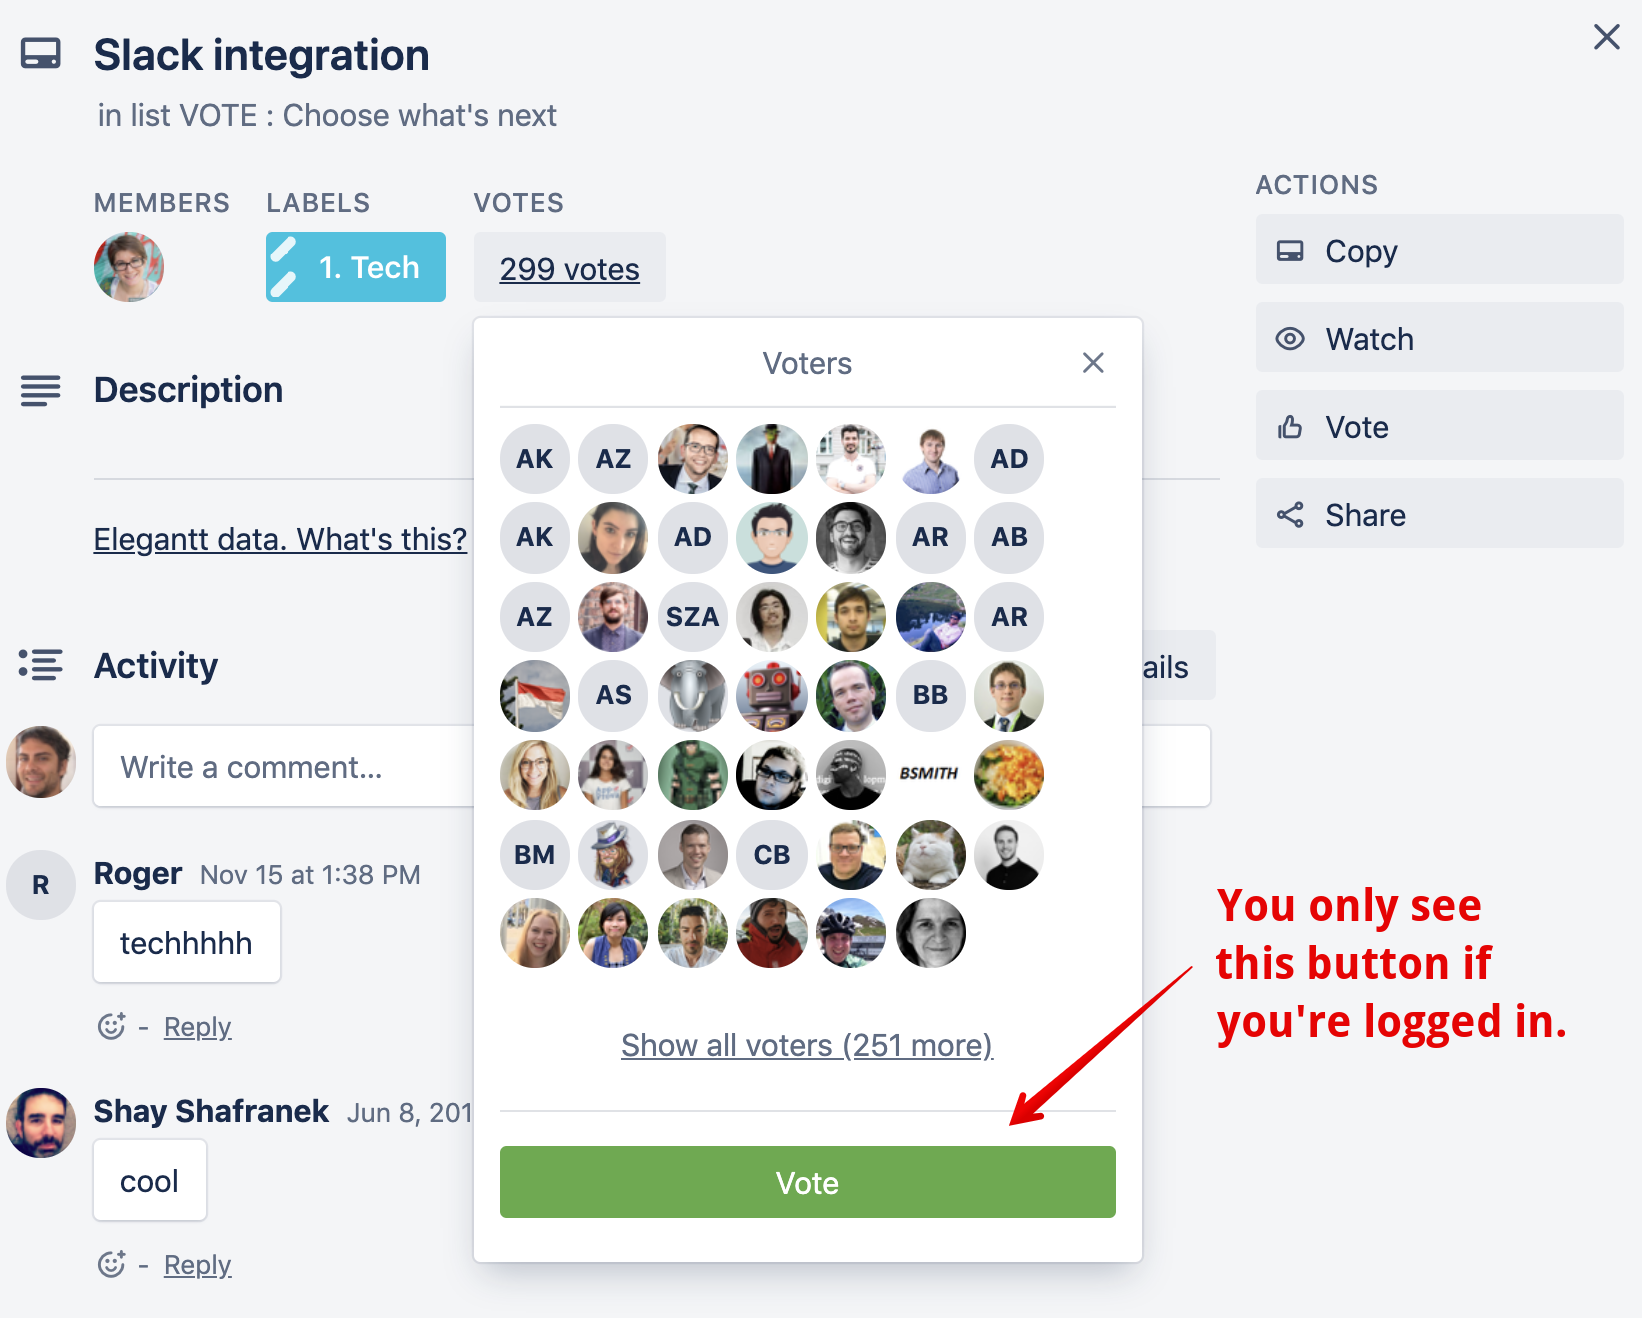 Slack integration
in list VOTE : Choose what's next
MEMBERS
LABELS
VOTES
1. Tech
299 votes
ACTIONS
Copy
Watch
Vote
Share
Description
Elegantt data. What's this?
Activity
ails
Write a comment...
R
Roger Nov 15 at 1:38 PM
techhhhh
- Reply
Shay Shafranek Jun 8, 201
cool
- Reply
Voters
AK AZ AD
AK AD AR AB
AZ SZA AR
AS BB
BSMITH
BM CB
Show all voters (251 more)
Vote
You only see
this button if
you're logged in.